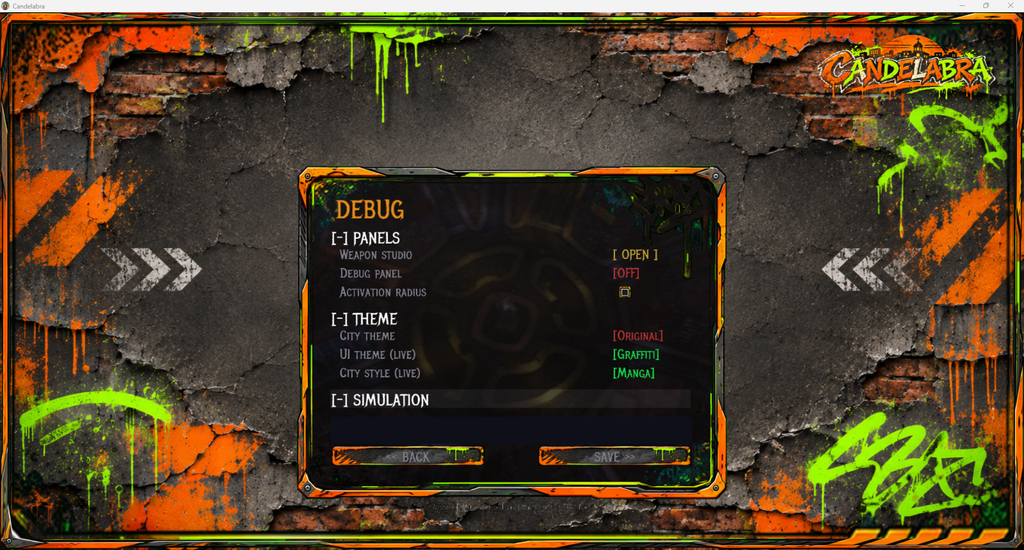 Candelabra
CANDELABRA
DEBUG
[-] PANELS
WEAPON STUDIO [ OPEN ]
DEBUG PANEL [OFF]
ACTIVATION RADIUS
[-] THEME
CITY THEME [ORIGINAL]
UI THEME (LIVE) [GRAFFITI]
CITY STYLE (LIVE) [MANGA]
[-] SIMULATION
<< BACK SAVE >>